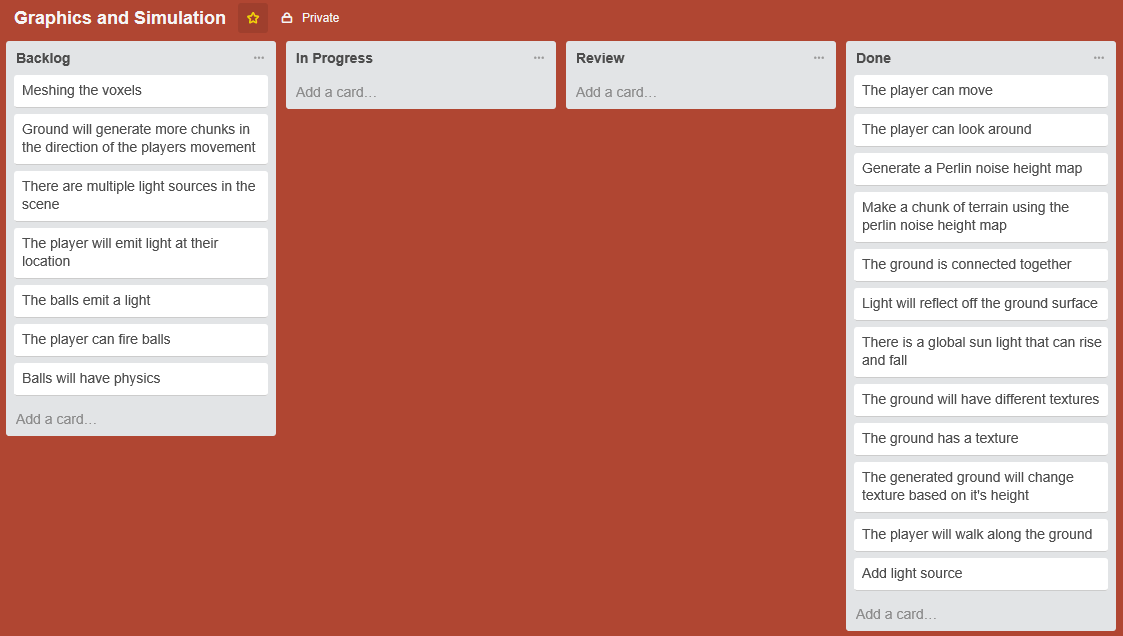 Graphics and Simulation
Private
Backlog
Meshing the voxels
Ground will generate more chunks in
the direction of the players movement
There are multiple light sources in the
scene
The player will emit light at their
location
The balls emit a light
The player can fire balls
Balls will have physics
Add a card…
In Progress
Add a card…
Review
Add a card…
Done
The player can move
The player can look around
Generate a Perlin noise height map
Make a chunk of terrain using the
perlin noise height map
The ground is connected together
Light will reflect off the ground surface
There is a global sun light that can rise
and fall
The ground will have different textures
The ground has a texture
The generated ground will change
texture based on it's height
The player will walk along the ground
Add light source
Add a card…